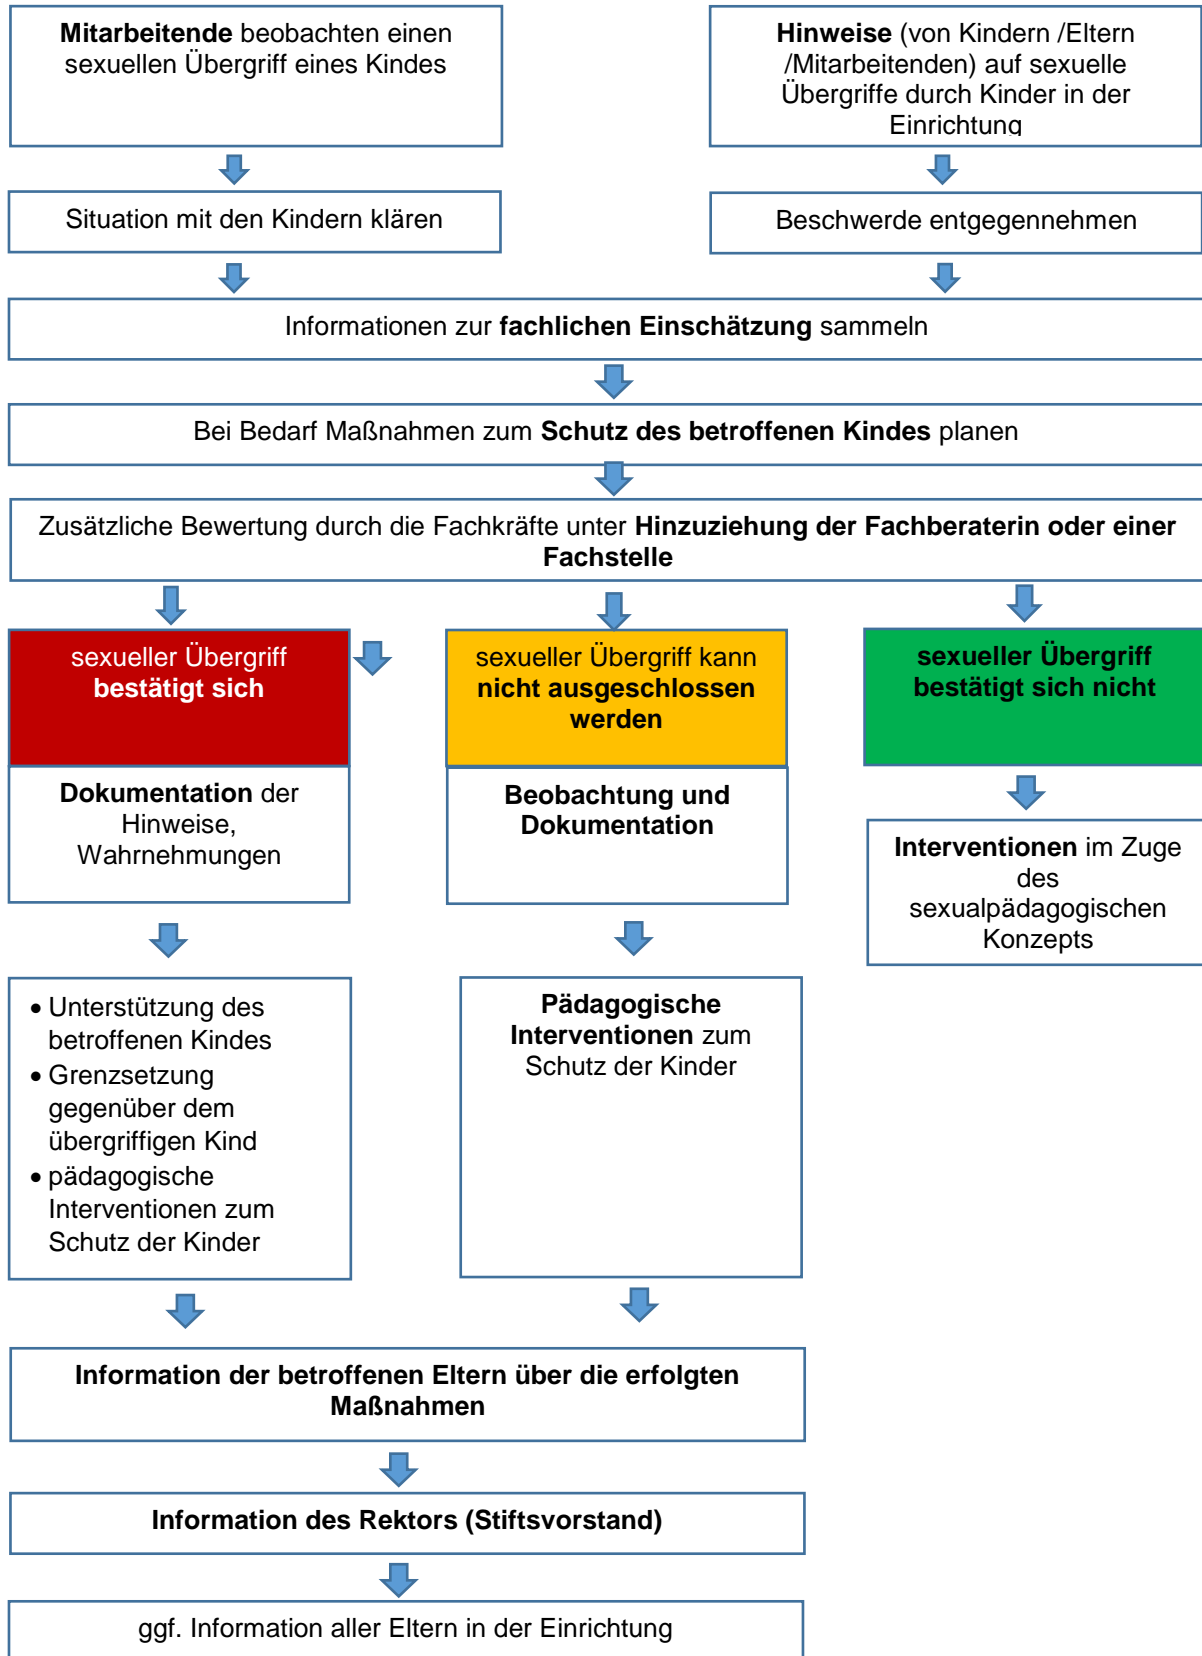 Mitarbeitende beobachten einen
sexuellen Übergriff eines Kindes
Hinweise (von Kindern /Eltern
/Mitarbeitenden) auf sexuelle
Übergriffe durch Kinder in der
Einrichtung
Situation mit den Kindern klären
Beschwerde entgegennehmen
Informationen zur fachlichen Einschätzung sammeln
Bei Bedarf Maßnahmen zum Schutz des betroffenen Kindes planen
Zusätzliche Bewertung durch die Fachkräfte unter Hinzuziehung der Fachberaterin oder einer
Fachstelle
sexueller Übergriff
bestätigt sich
sexueller Übergriff kann
nicht ausgeschlossen
werden
sexueller Übergriff
bestätigt sich nicht
Dokumentation der
Hinweise,
Wahrnehmungen
Beobachtung und
Dokumentation
Interventionen im Zuge
des
sexualpädagogischen
Konzepts
• Unterstützung des
betroffenen Kindes
• Grenzsetzung
gegenüber dem
übergriffigen Kind
• pädagogische
Interventionen zum
Schutz der Kinder
Pädagogische
Interventionen zum
Schutz der Kinder
Information der betroffenen Eltern über die erfolgten
Maßnahmen
Information des Rektors (Stiftsvorstand)
ggf. Information aller Eltern in der Einrichtung